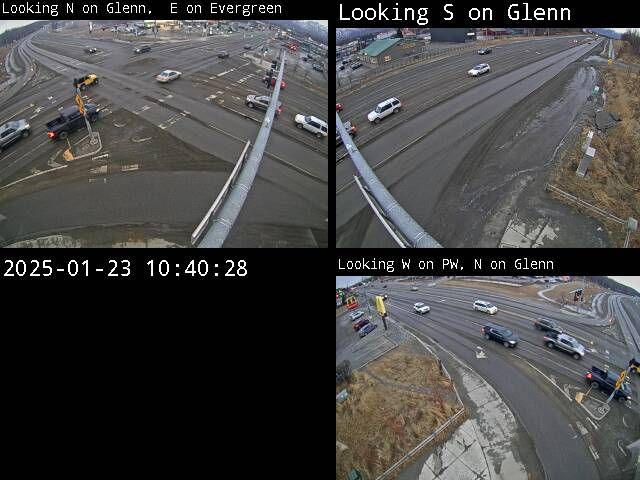 Looking N on Glenn,  E on Evergreen
Looking S on Glenn
2025-01-23 10:40:28
Looking W on PW, N on Glenn